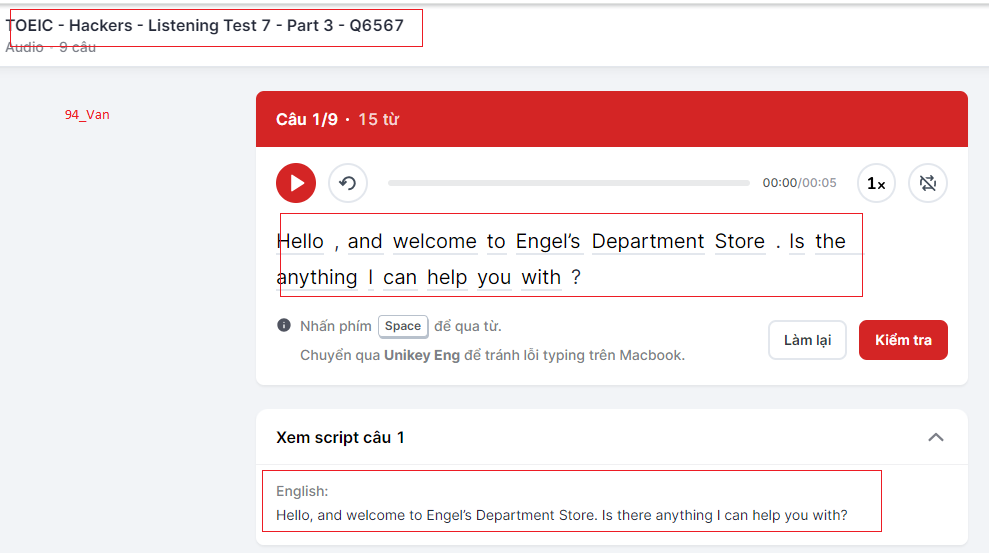 TOEIC - Hackers - Listening Test 7 - Part 3 - Q6567
Audio · 9 câu
94_Van
Câu 1/9 · 15 từ
00:00/00:05
1x
Hello , and welcome to Engel’s Department Store . Is the
anything I can help you with ?
Nhấn phím Space để qua từ.
Chuyển qua Unikey Eng để tránh lỗi typing trên Macbook.
Làm lại
Kiểm tra
Xem script câu 1
English:
Hello, and welcome to Engel’s Department Store. Is there anything I can help you with?